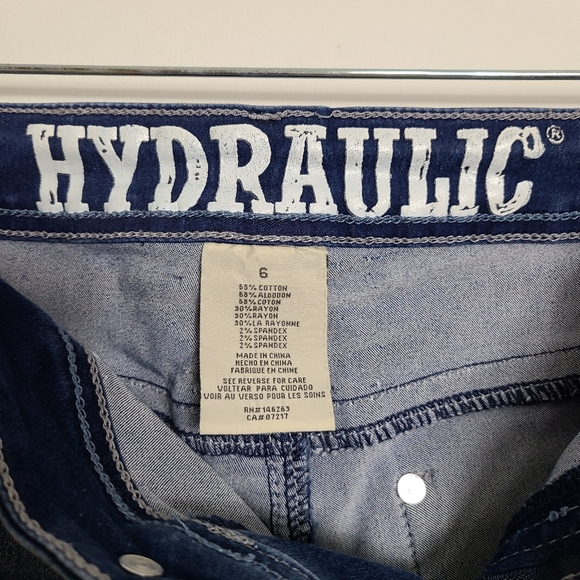 HYDRAULIC®
6
68% COTTON
68% ALGODON
68% COTON
30% RAYON
30% RAYON
30% LA RAYONNE
2% SPANDEX
2% SPANDEX
2% SPANDEX
MADE IN CHINA
HECHO EN CHINA
FABRIQUE EN CHINE
SEE REVERSE FOR CARE
VOLTEAR PARA CUIDADO
VOIR AU VERSO POUR LES SOINS
RN# 146263
CA# 07217